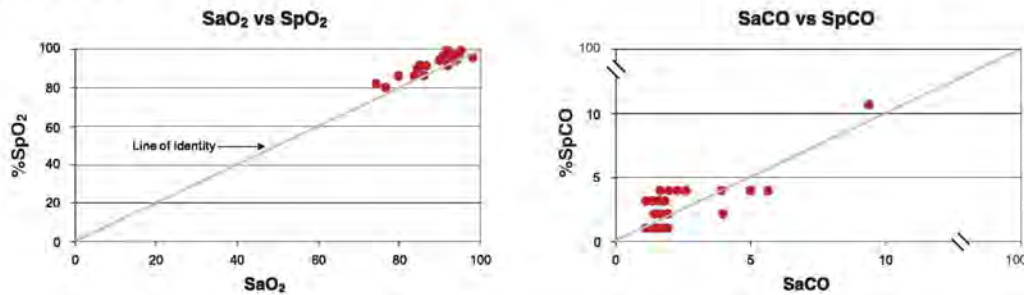 SaO₂ vs SpO₂
%SpO₂
100
80
60
40
20
0
Line of Identity
0 20 40 60 80 100
SaO₂
SaCO vs SpCO
%SpCO
100
10
5
0
0 5 10 100
SaCO